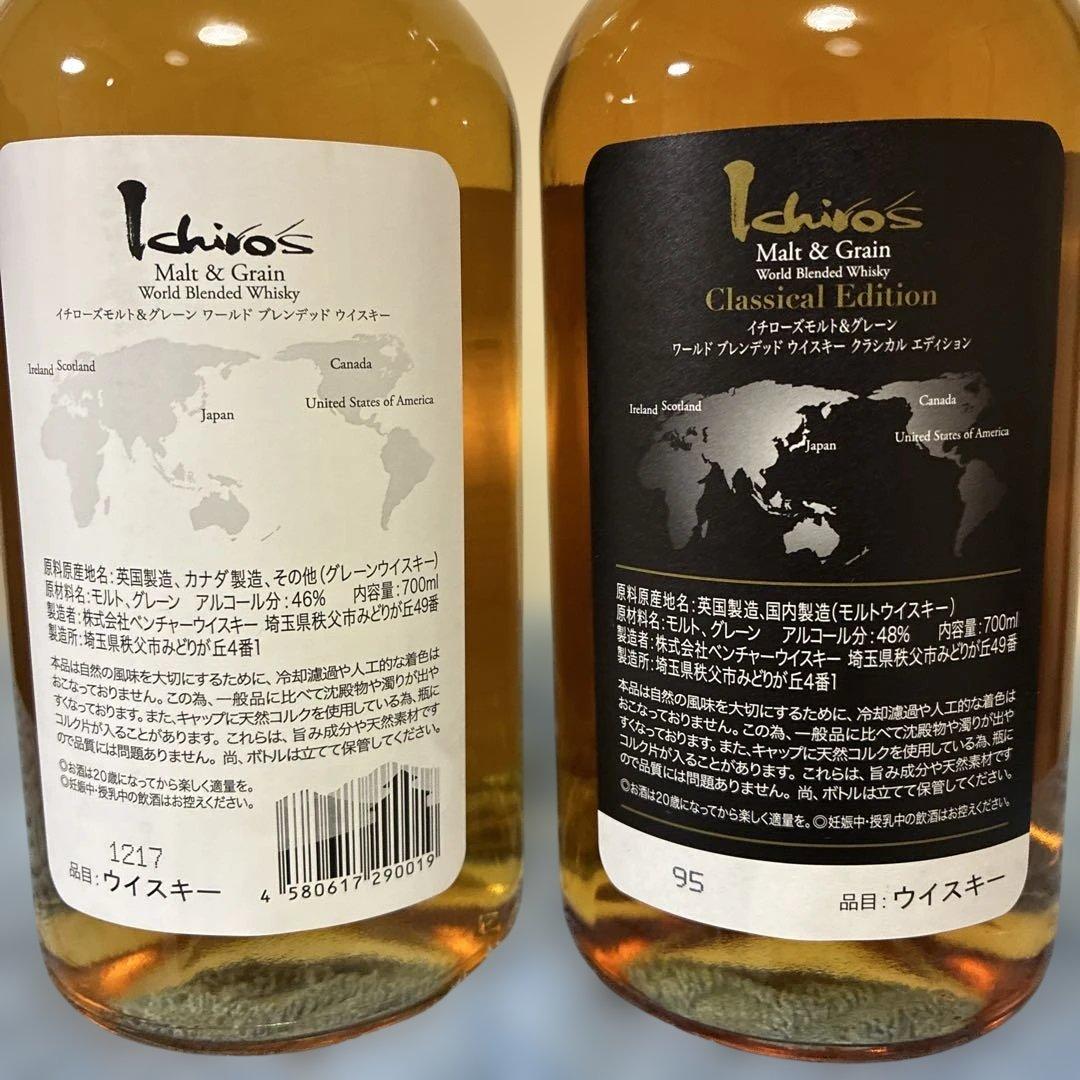 Ichiro's
Malt & Grain
World Blended Whisky
イチローズモルト&グレーン ワールド ブレンデッド ウイスキー
Ireland Scotland
Canada
Japan
United States of America
原料原産地名:英国製造、カナダ製造、その他(グレーンウイスキー)
原材料名:モルト、グレーン アルコール分:46% 内容量:700ml
製造者:株式会社ベンチャーウイスキー 埼玉県秩父市みどりが丘49番
製造所:埼玉県秩父市みどりが丘4番1
本品は自然の風味を大切にするために、冷却濾過や人工的な着色は
おこなっておりません。この為、一般品に比べて沈殿物や濁りが出や
すくなっております。また、キャップに天然コルクを使用している為、瓶に
コルク片が入ることがあります。これらは、旨み成分や天然素材です
ので品質には問題ありません。尚、ボトルは立てて保管してください。
◎お酒は20歳になってから楽しく適量を。
◎妊娠中・授乳中の飲酒はお控えください。
1217
品目:ウイスキー
4 580617 290019
Ichiro's
Malt & Grain
World Blended Whisky
Classical Edition
イチローズモルト&グレーン
ワールド ブレンデッド ウイスキー クラシカル エディション
Ireland Scotland
Canada
Japan
United States of America
原料原産地名:英国製造、国内製造(モルトウイスキー)
原材料名:モルト、グレーン アルコール分:48% 内容量:700ml
製造者:株式会社ベンチャーウイスキー 埼玉県秩父市みどりが丘49番
製造所:埼玉県秩父市みどりが丘4番1
本品は自然の風味を大切にするために、冷却濾過や人工的な着色は
おこなっておりません。この為、一般品に比べて沈殿物や濁りが出や
すくなっております。また、キャップに天然コルクを使用している為、瓶に
コルク片が入ることがあります。これらは、旨み成分や天然素材です
ので品質には問題ありません。尚、ボトルは立てて保管してください。
◎お酒は20歳になってから楽しく適量を。◎妊娠中・授乳中の飲酒はお控えください。
95
品目:ウイスキー